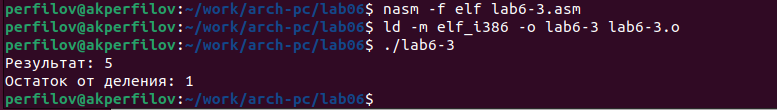 perfilov@akperfilov:~/work/arch-pc/lab06$ nasm -f elf lab6-3.asm
perfilov@akperfilov:~/work/arch-pc/lab06$ ld -m elf_i386 -o lab6-3 lab6-3.o
perfilov@akperfilov:~/work/arch-pc/lab06$ ./lab6-3
Результат: 5
Остаток от деления: 1
perfilov@akperfilov:~/work/arch-pc/lab06$